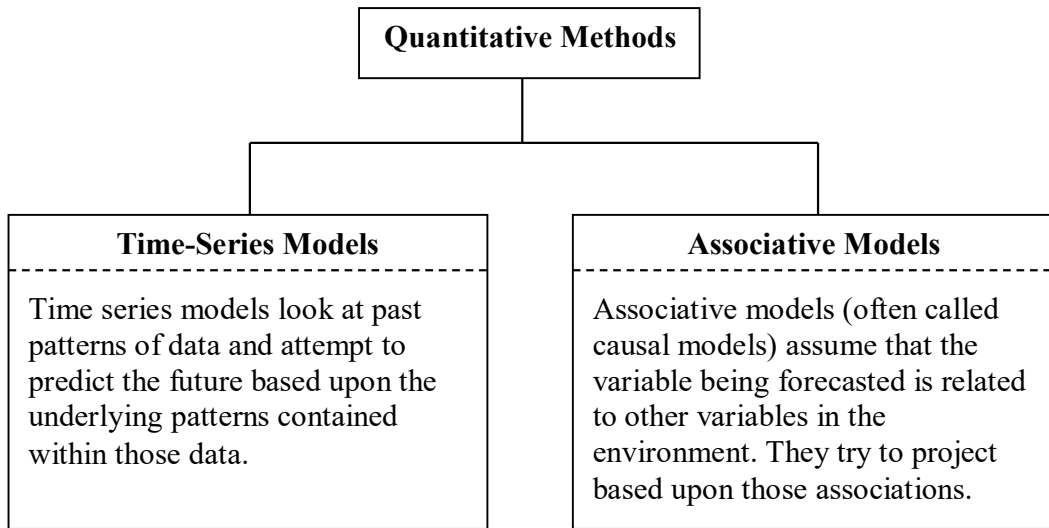 Quantitative Methods
Time-Series Models
Time series models look at past
patterns of data and attempt to
predict the future based upon the
underlying patterns contained
within those data.
Associative Models
Associative models (often called
causal models) assume that the
variable being forecasted is related
to other variables in the
environment. They try to project
based upon those associations.